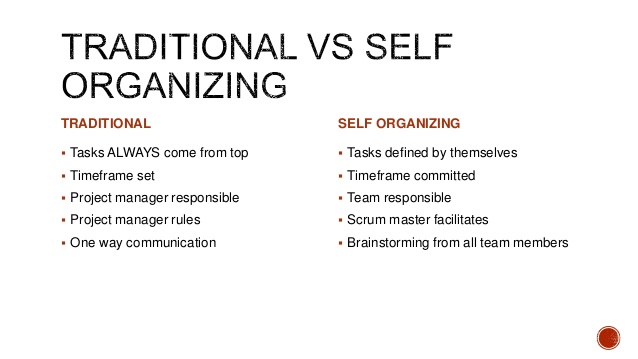 TRADITIONAL VS SELF
ORGANIZING
TRADITIONAL
▪ Tasks ALWAYS come from top
▪ Timeframe set
▪ Project manager responsible
▪ Project manager rules
▪ One way communication
SELF ORGANIZING
▪ Tasks defined by themselves
▪ Timeframe committed
▪ Team responsible
▪ Scrum master facilitates
▪ Brainstorming from all team members